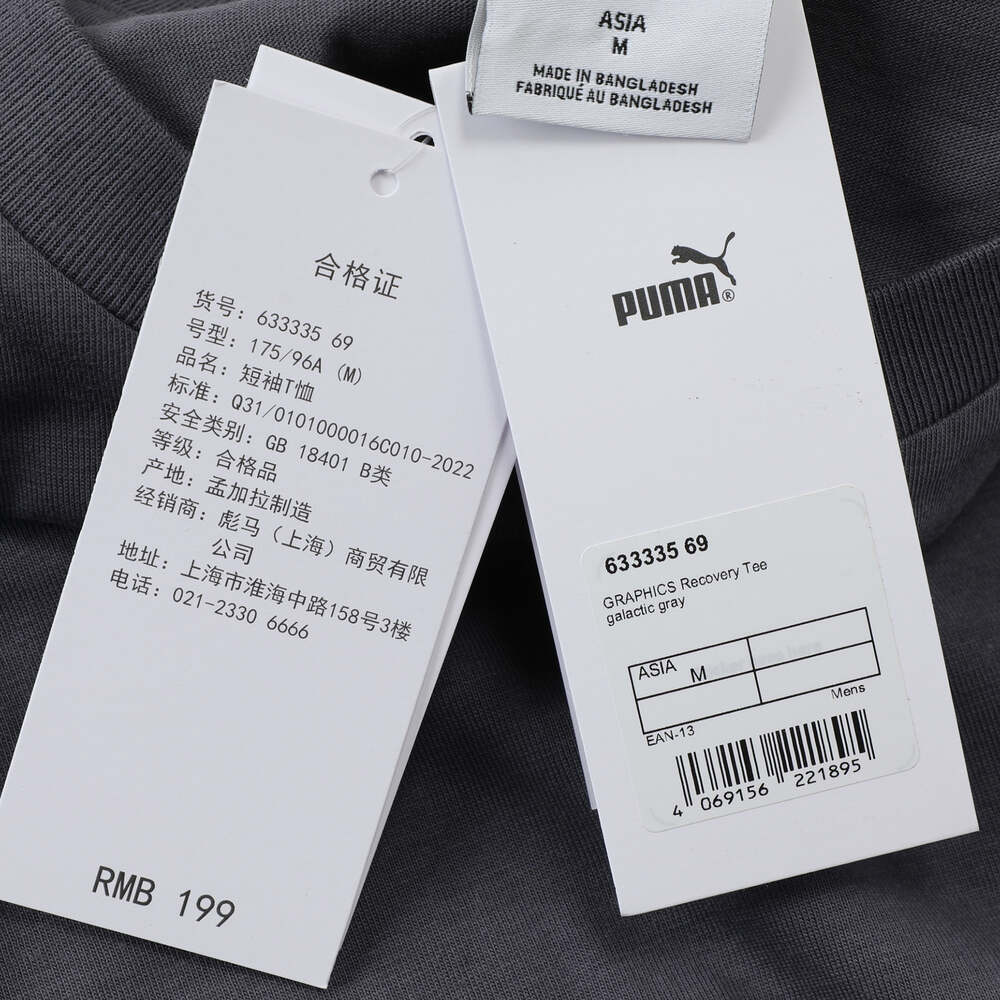 ASIA
M
MADE IN BANGLADESH
FABRIQUÉ AU BANGLADESH
合格证
货号: 633335 69
号型: 175/96A (M)
品名: 短袖T恤
标准: Q31/0101000016C010-2022
安全类别: GB 18401 B类
等级: 合格品
产地: 孟加拉制造
经销商: 彪马（上海）商贸有限
公司
地址: 上海市淮海中路158号3楼
电话: 021-2330 6666
RMB 199
PUMA®
633335 69
GRAPHICS Recovery Tee
galactic gray
ASIA M
Mens
EAN-13
4 069156 221895